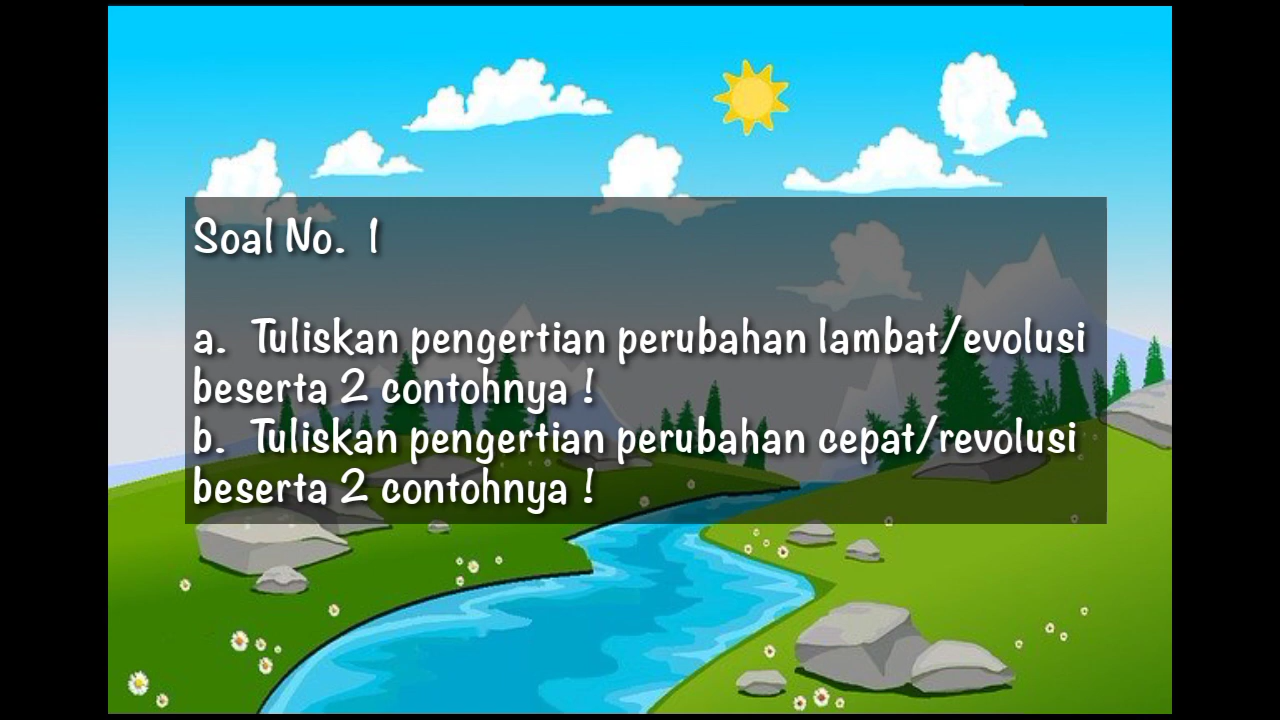 Soal No. 1
a. Tuliskan pengertian perubahan lambat/evolusi
beserta 2 contohnya !
b. Tuliskan pengertian perubahan cepat/revolusi
beserta 2 contohnya !